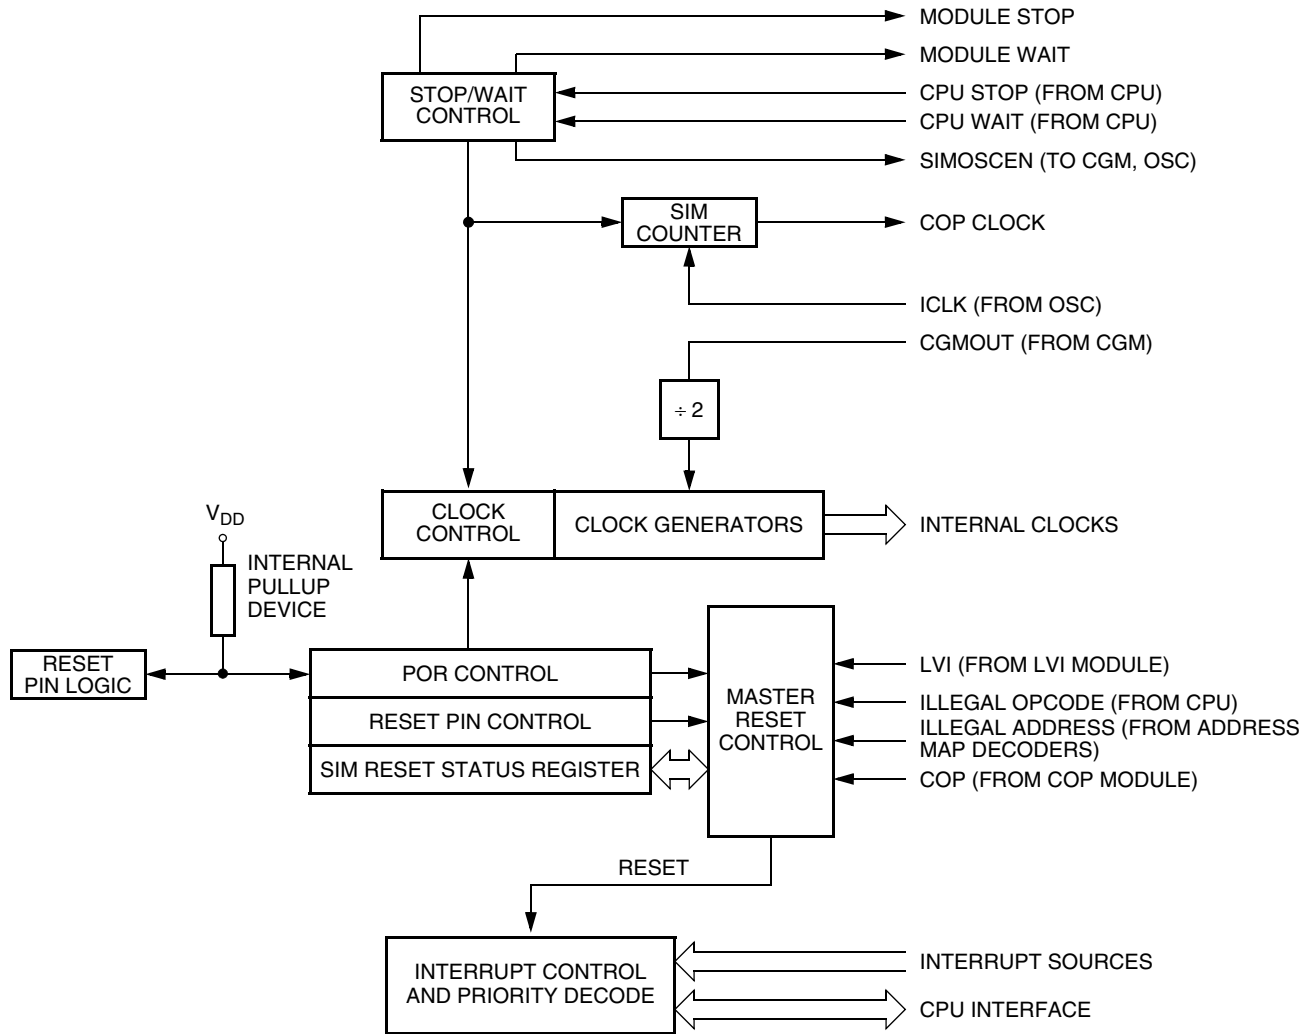 MODULE STOP
MODULE WAIT
STOP/WAIT
CONTROL
CPU STOP (FROM CPU)
CPU WAIT (FROM CPU)
SIMOSCEN (TO CGM, OSC)
SIM
COUNTER
COP CLOCK
ICLK (FROM OSC)
CGMOUT (FROM CGM)
÷ 2
CLOCK
CONTROL
CLOCK GENERATORS
INTERNAL CLOCKS
VDD
INTERNAL
PULLUP
DEVICE
RESET
PIN LOGIC
POR CONTROL
RESET PIN CONTROL
SIM RESET STATUS REGISTER
MASTER
RESET
CONTROL
LVI (FROM LVI MODULE)
ILLEGAL OPCODE (FROM CPU)
ILLEGAL ADDRESS (FROM ADDRESS
MAP DECODERS)
COP (FROM COP MODULE)
RESET
INTERRUPT CONTROL
AND PRIORITY DECODE
INTERRUPT SOURCES
CPU INTERFACE